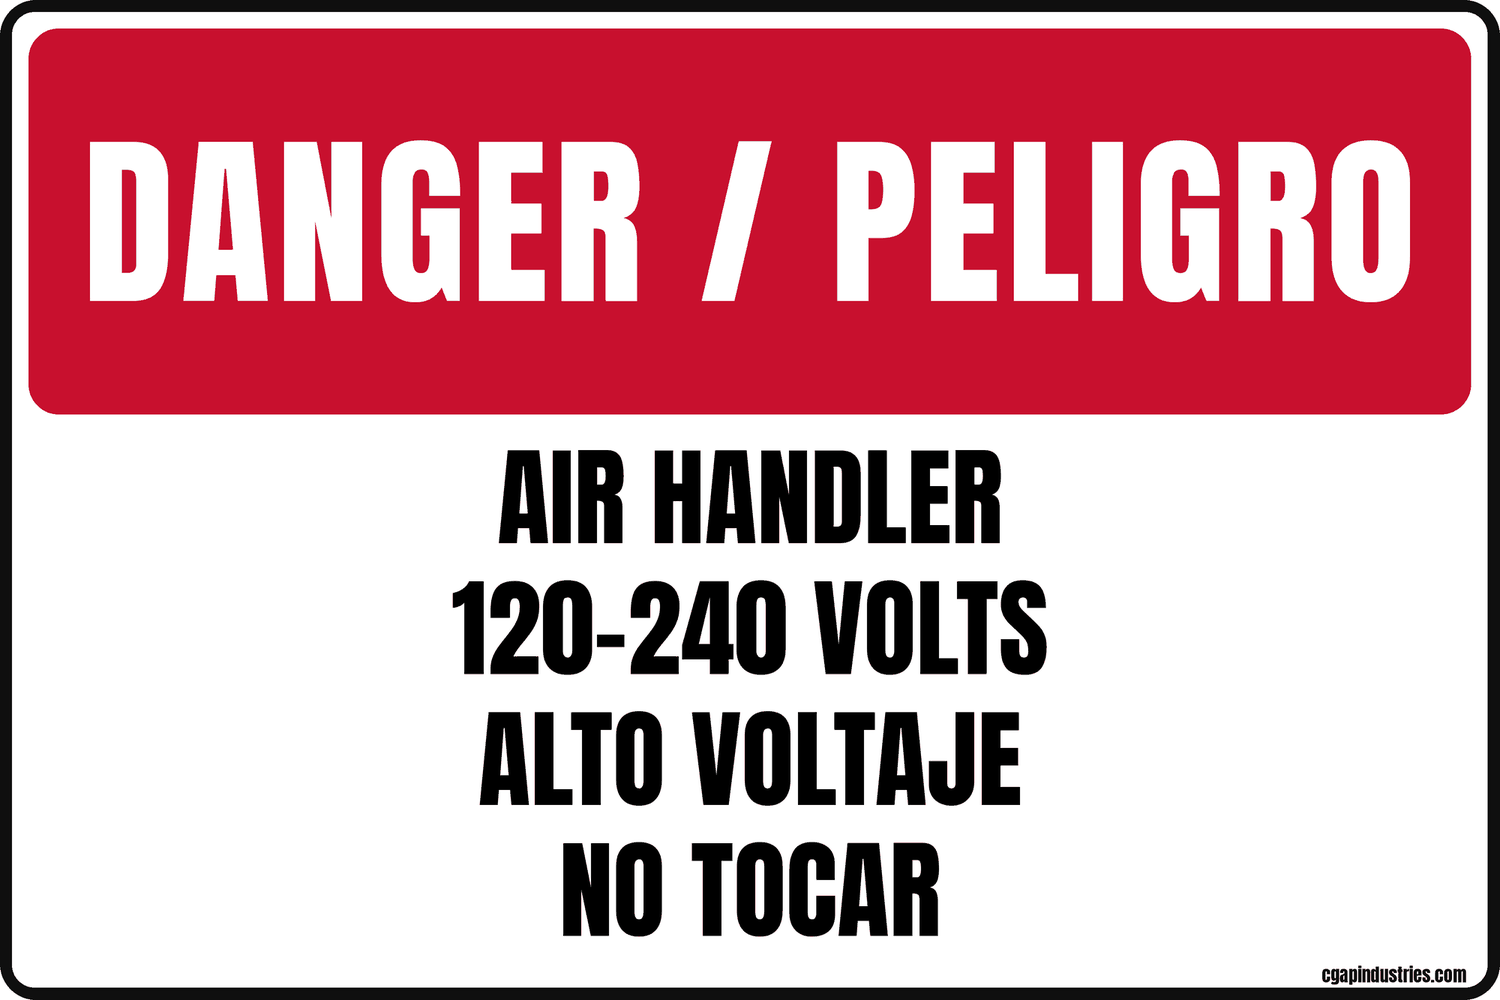 DANGER / PELIGRO
AIR HANDLER
120-240 VOLTS
ALTO VOLTAJE
NO TOCAR
cgapindustries.com